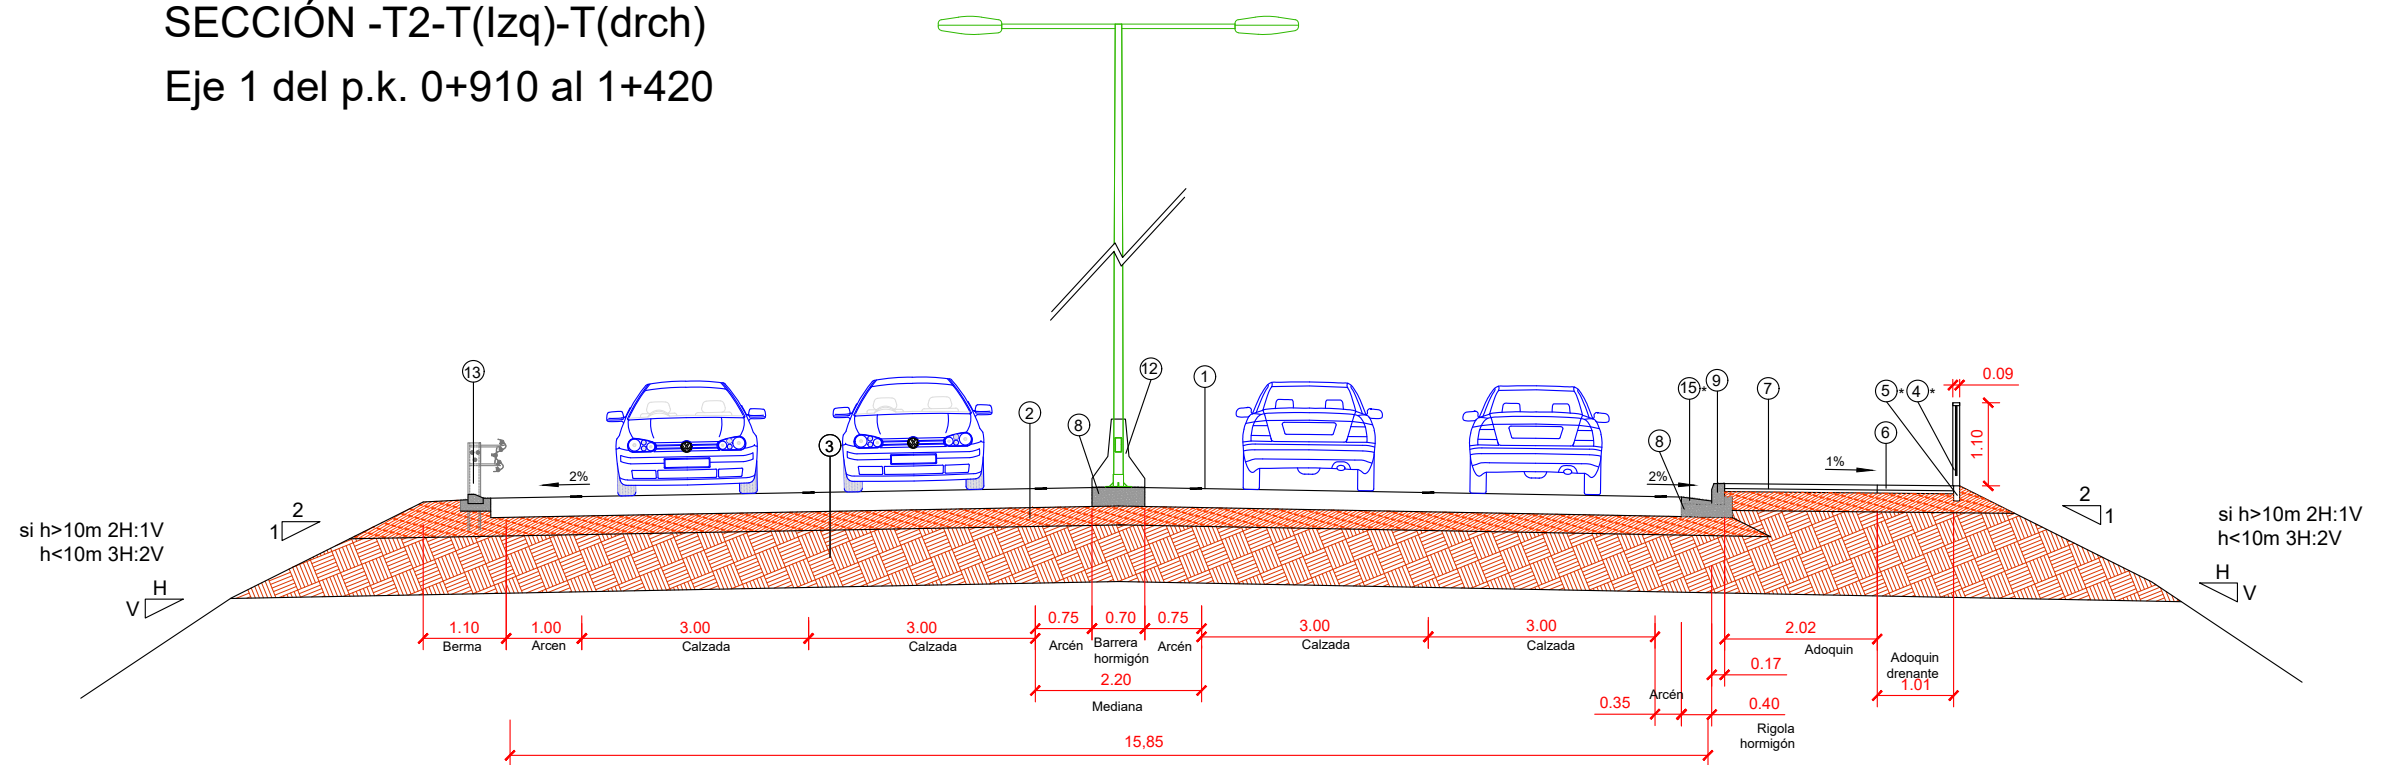 SECCIÓN -T2-T(Izq)-T(drch)
Eje 1 del p.k. 0+910 al 1+420
13
2
8
12
1
3
15*
9
7
5*
4*
8
6
0.09
1.10
2%
2%
1%
2
1
si h>10m 2H:1V
h<10m 3H:2V
H
V
2
1
si h>10m 2H:1V
h<10m 3H:2V
H
V
1.10
Berma
1.00
Arcen
3.00
Calzada
3.00
Calzada
0.75
Arcén
0.70
Barrera
hormigón
0.75
Arcén
3.00
Calzada
3.00
Calzada
2.02
Adoquin
0.17
Adoquin
drenante
1.01
2.20
Mediana
Arcén
0.35
0.40
Rigola
hormigón
15,85